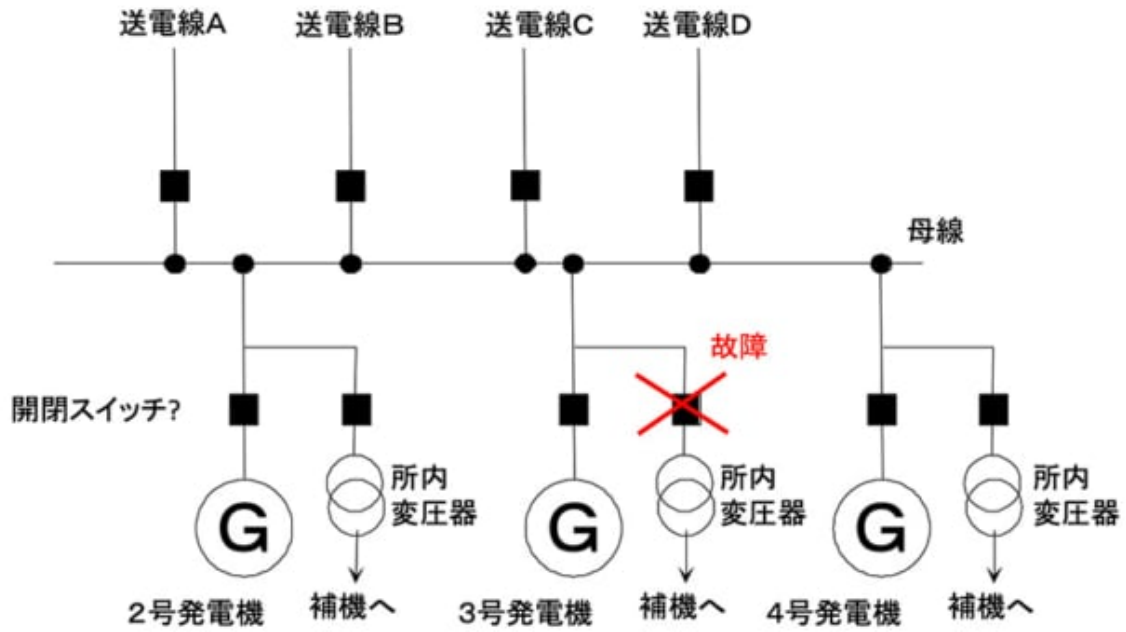 送電線A
送電線B
送電線C
送電線D
母線
故障
開閉スイッチ?
所内
変圧器
所内
変圧器
所内
変圧器
G
G
G
2号発電機
補機へ
3号発電機
補機へ
4号発電機
補機へ